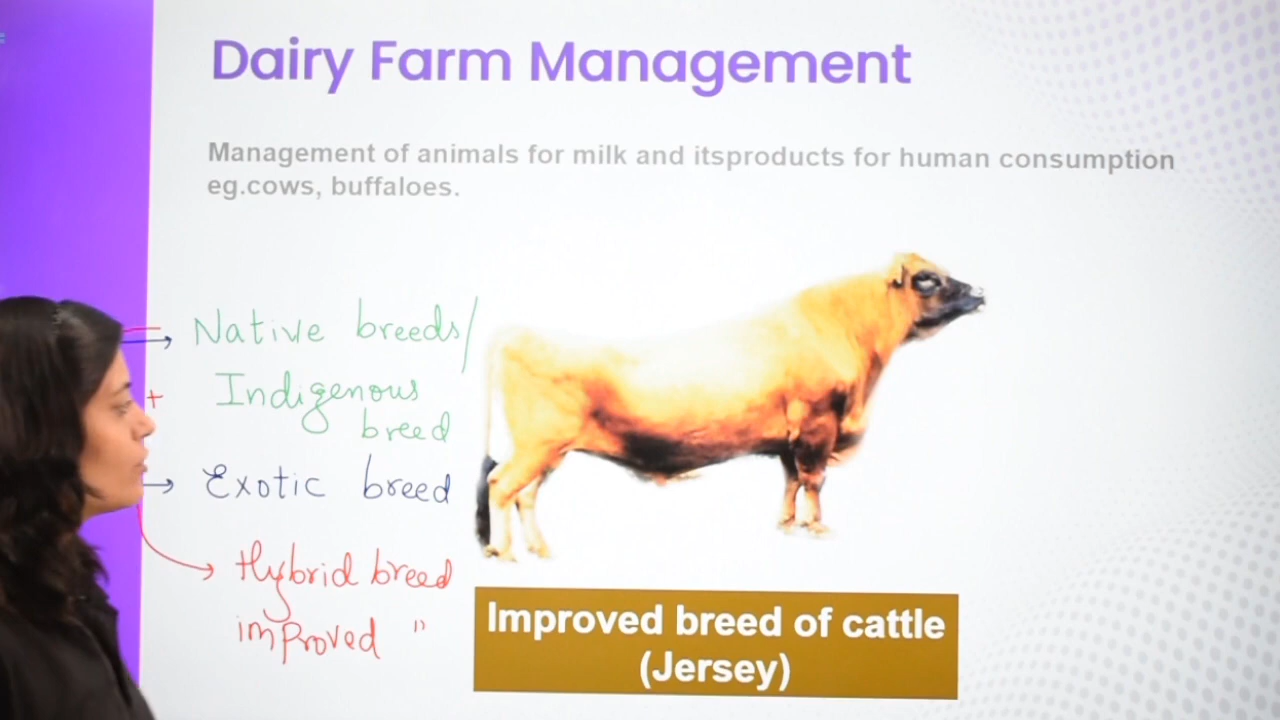 Dairy Farm Management
Management of animals for milk and itsproducts for human consumption
eg.cows, buffaloes.
Native breeds/
Indigenous
breed
Exotic breed
Hybrid breed
improved "
Improved breed of cattle
(Jersey)